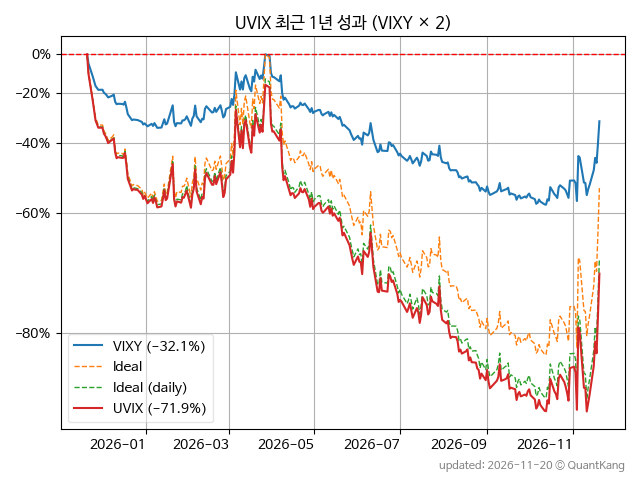 UVIX 최근 1년 성과 (VIXY × 2)
0%
−20%
−40%
−60%
−80%
VIXY (−32.1%)
Ideal
Ideal (daily)
UVIX (−71.9%)
2026-01 2026-03 2026-05 2026-07 2026-09 2026-11
updated: 2026-11-20 © QuantKang